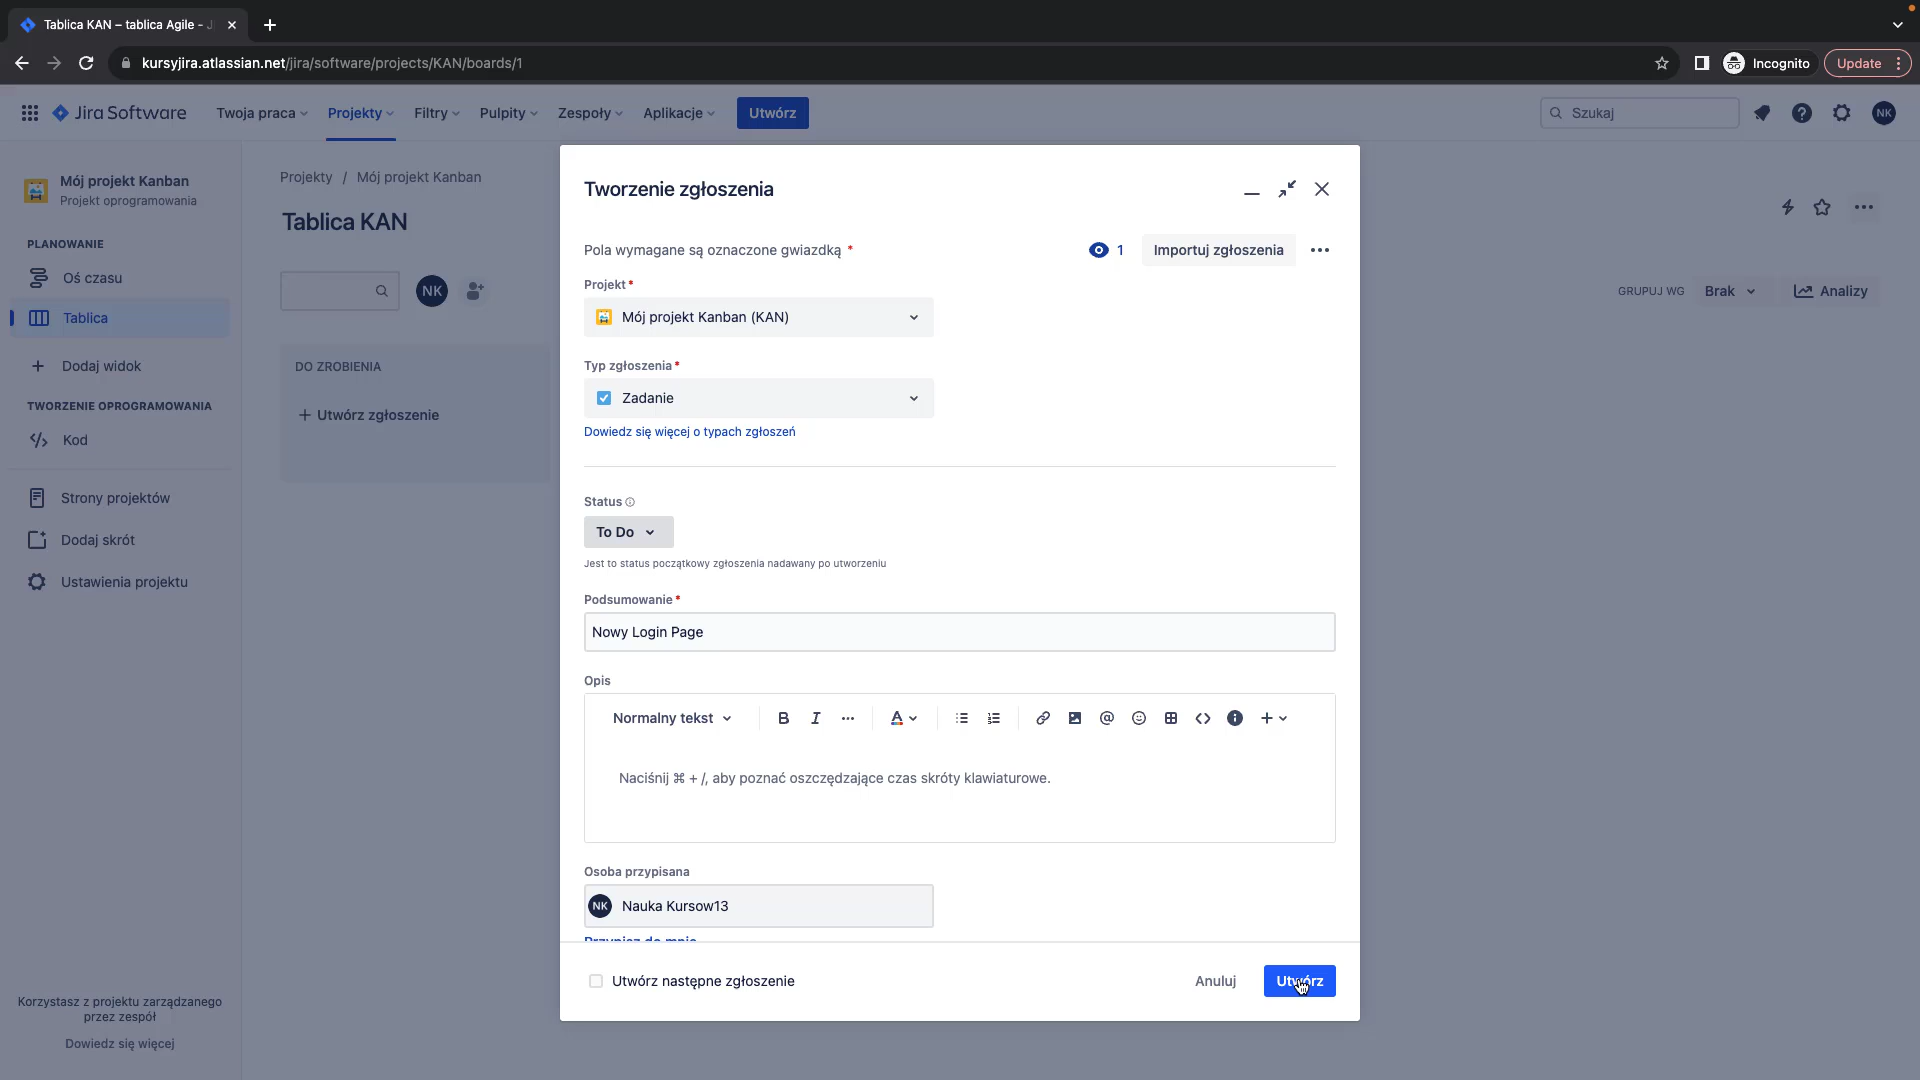 Tablica KAN – tablica Agile - J
kursyjira.atlassian.net/jira/software/projects/KAN/boards/1
Incognito
Update
Jira Software
Twoja praca
Projekty
Filtry
Pulpity
Zespoły
Aplikacje
Utwórz
Szukaj
NK
Mój projekt Kanban
Projekt oprogramowania
PLANOWANIE
Oś czasu
Tablica
Dodaj widok
TWORZENIE OPROGRAMOWANIA
Kod
Strony projektów
Dodaj skrót
Ustawienia projektu
Korzystasz z projektu zarządzanego
przez zespół
Dowiedz się więcej
Projekty / Mój projekt Kanban
Tablica KAN
NK
GRUPUJ WG
Brak
Analizy
DO ZROBIENIA
+ Utwórz zgłoszenie
Tworzenie zgłoszenia
Pola wymagane są oznaczone gwiazdką *
1
Importuj zgłoszenia
Projekt *
Mój projekt Kanban (KAN)
Typ zgłoszenia *
Zadanie
Dowiedz się więcej o typach zgłoszeń
Status
To Do
Jest to status początkowy zgłoszenia nadawany po utworzeniu
Podsumowanie *
Nowy Login Page
Opis
Normalny tekst
Naciśnij ⌘ + /, aby poznać oszczędzające czas skróty klawiaturowe.
Osoba przypisana
NK Nauka Kursow13
Przypisz do mnie
Utwórz następne zgłoszenie
Anuluj
Utwórz